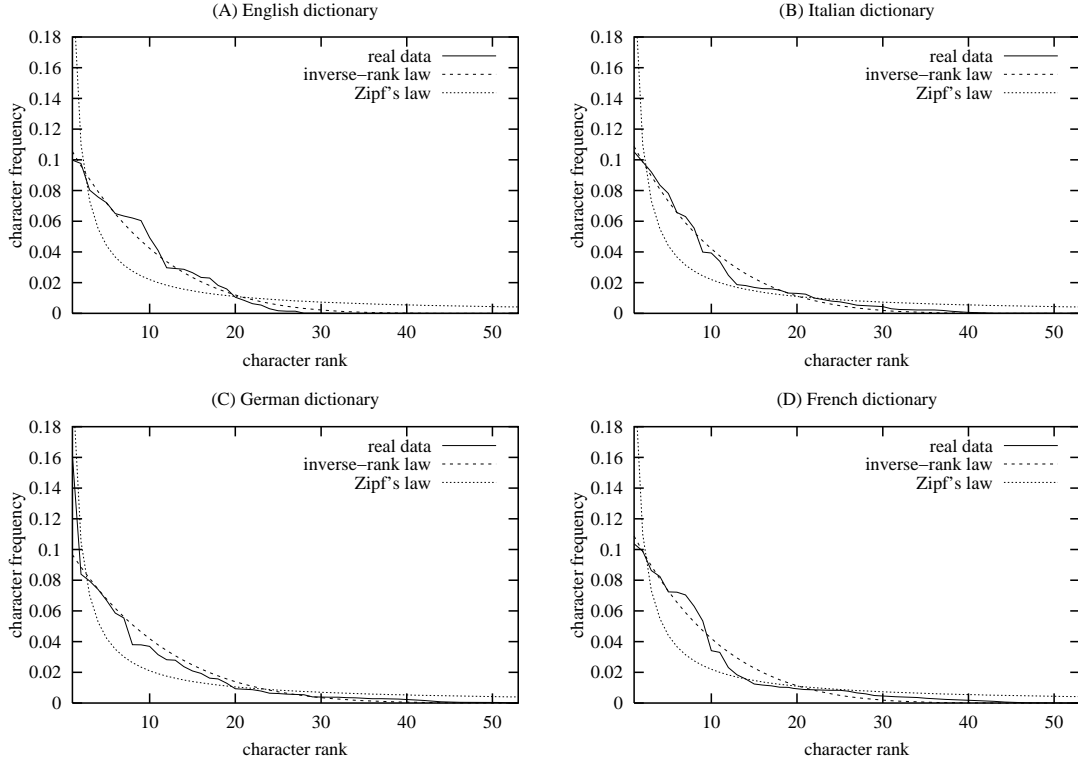 (A) English dictionary
0.18
0.16
0.14
0.12
0.1
0.08
0.06
0.04
0.02
0
character frequency
real data
inverse−rank law
Zipf's law
10 20 30 40 50
character rank
(B) Italian dictionary
0.18
0.16
0.14
0.12
0.1
0.08
0.06
0.04
0.02
0
character frequency
real data
inverse−rank law
Zipf's law
10 20 30 40 50
character rank
(C) German dictionary
0.18
0.16
0.14
0.12
0.1
0.08
0.06
0.04
0.02
0
character frequency
real data
inverse−rank law
Zipf's law
10 20 30 40 50
character rank
(D) French dictionary
0.18
0.16
0.14
0.12
0.1
0.08
0.06
0.04
0.02
0
character frequency
real data
inverse−rank law
Zipf's law
10 20 30 40 50
character rank